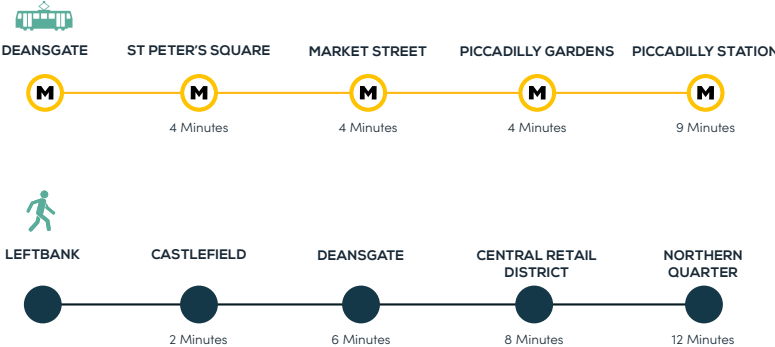 DEANSGATE ST PETER'S SQUARE MARKET STREET PICCADILLY GARDENS PICCADILLY STATION
M M M M M
4 Minutes 4 Minutes 4 Minutes 9 Minutes
LEFTBANK CASTLEFIELD DEANSGATE CENTRAL RETAIL NORTHERN
DISTRICT QUARTER
2 Minutes 6 Minutes 8 Minutes 12 Minutes